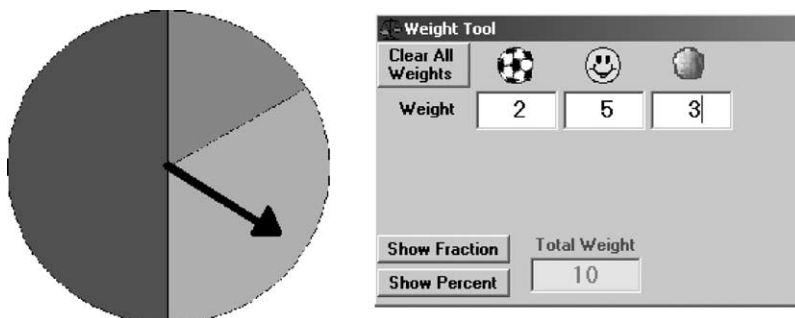 Weight Tool
Clear All
Weights
Weight 2 5 3
Show Fraction
Total Weight
10
Show Percent